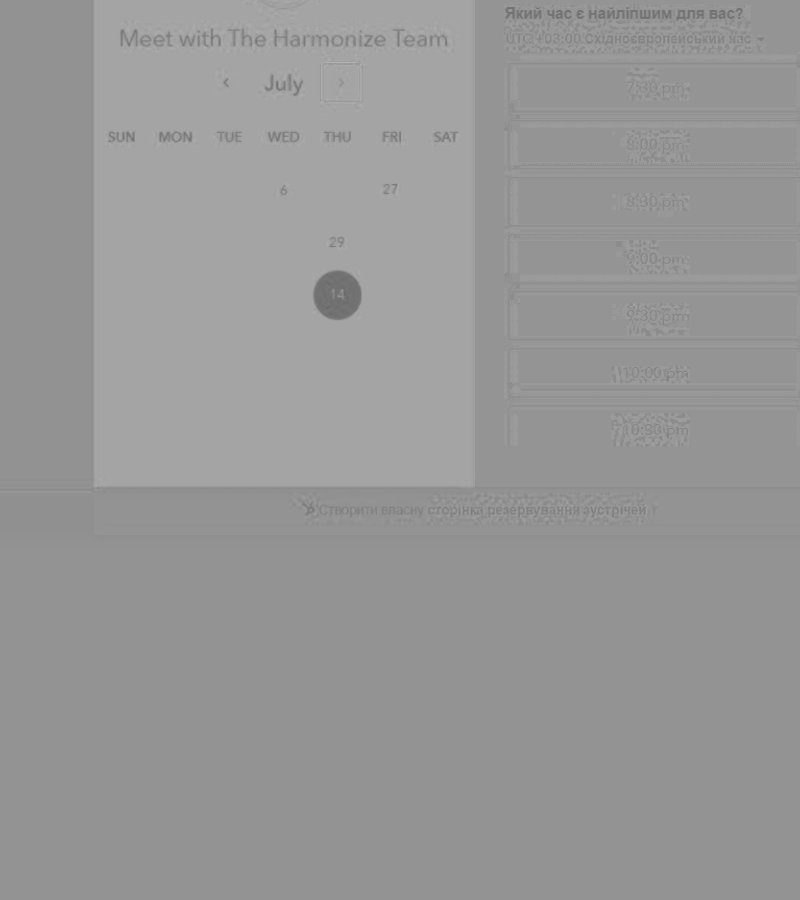 Meet with The Harmonize Team
‹ July ›
SUN MON TUE WED THU FRI SAT
6 27
29
14
Який час є найліпшим для вас?
UTC +03:00 Східноєвропейський час
7:30 pm
8:00 pm
8:30 pm
9:00 pm
9:30 pm
10:00 pm
10:30 pm
Створити власну сторінка резервування зустрічей